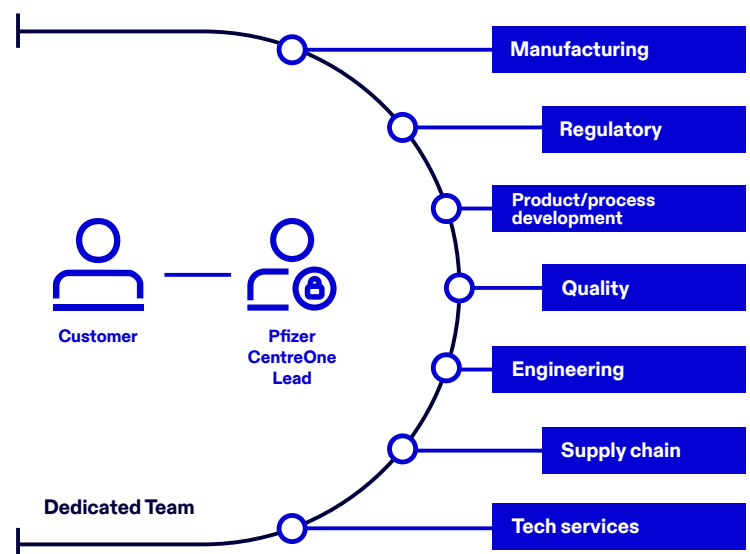 Manufacturing
Regulatory
Product/process
development
Quality
Customer
Pfizer
CentreOne
Lead
Engineering
Supply chain
Dedicated Team
Tech services